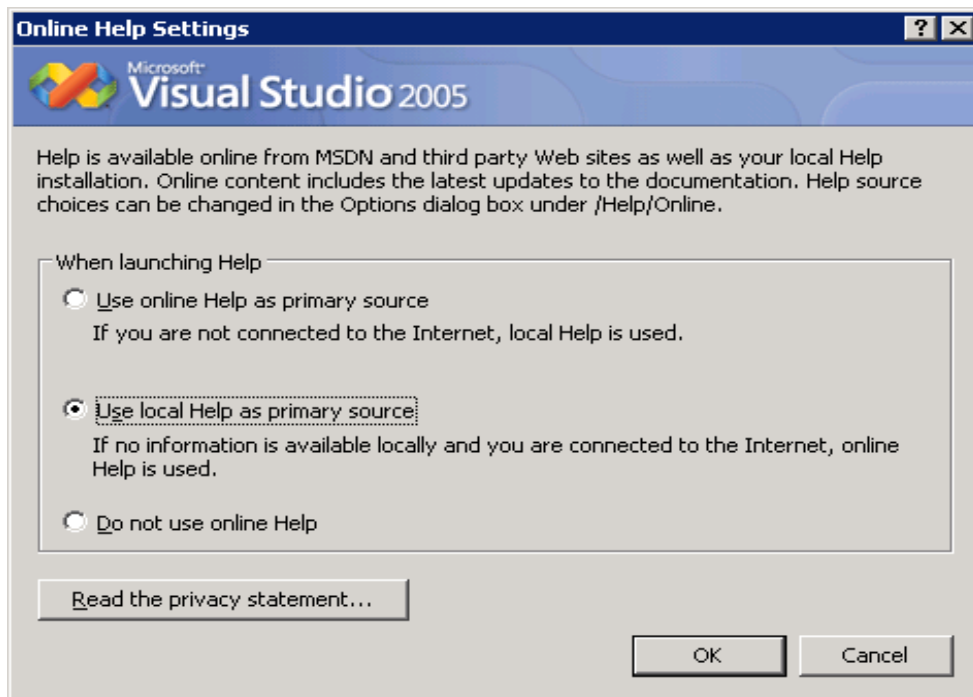 Online Help Settings
Microsoft
Visual Studio 2005
Help is available online from MSDN and third party Web sites as well as your local Help
installation. Online content includes the latest updates to the documentation. Help source
choices can be changed in the Options dialog box under /Help/Online.
When launching Help
Use online Help as primary source
If you are not connected to the Internet, local Help is used.
Use local Help as primary source
If no information is available locally and you are connected to the Internet, online
Help is used.
Do not use online Help
Read the privacy statement...
OK Cancel